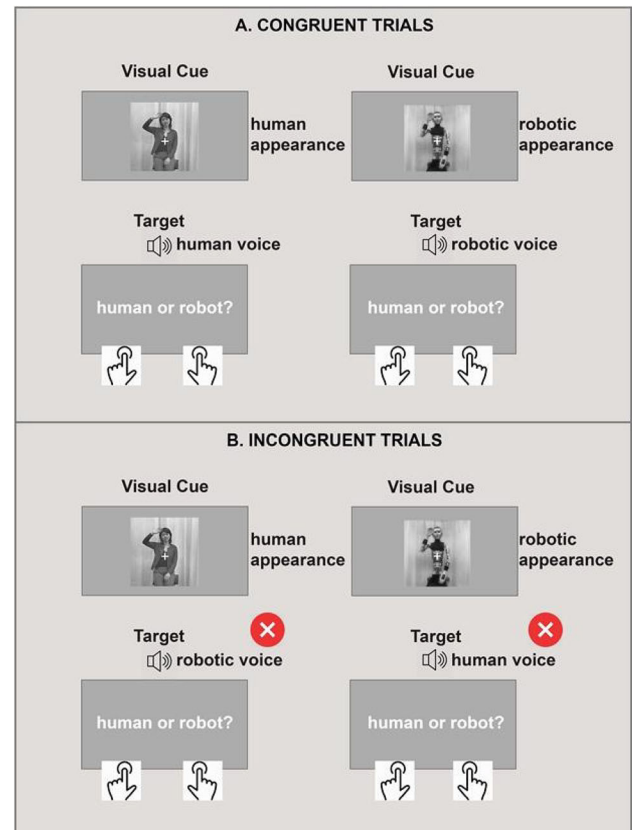 A. CONGRUENT TRIALS
Visual Cue
Visual Cue
human
appearance
robotic
appearance
Target
human voice
Target
robotic voice
human or robot?
human or robot?
B. INCONGRUENT TRIALS
Visual Cue
Visual Cue
human
appearance
robotic
appearance
Target
robotic voice
Target
human voice
human or robot?
human or robot?